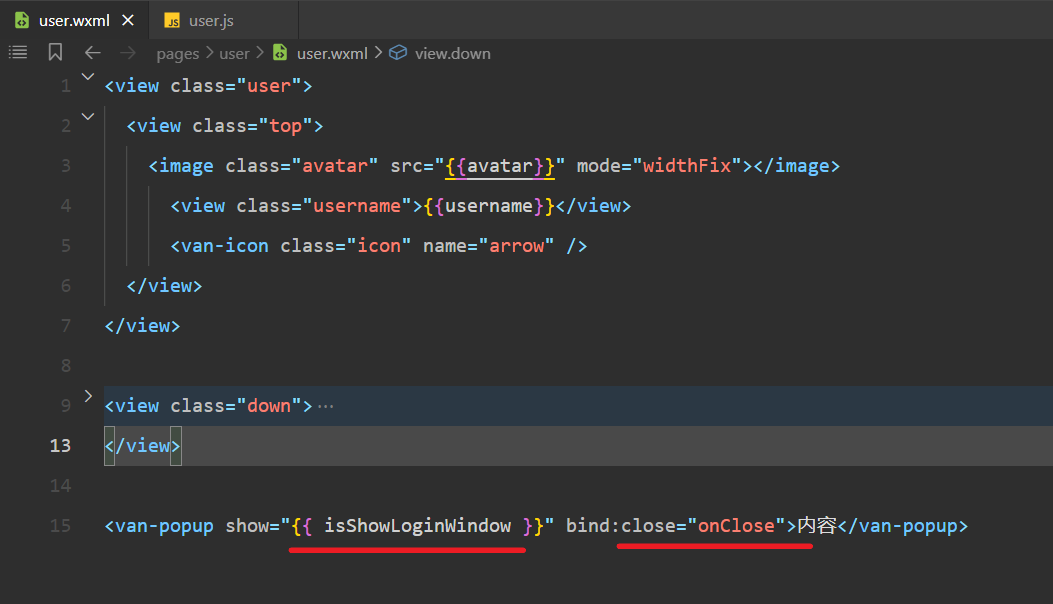 user.wxml × JS user.js
pages > user > user.wxml > view.down
1 <view class="user">
2 <view class="top">
3 <image class="avatar" src="{{avatar}}" mode="widthFix"></image>
4 <view class="username">{{username}}</view>
5 <van-icon class="icon" name="arrow" />
6 </view>
7 </view>
8
9 <view class="down">···
13 </view>
14
15 <van-popup show="{{ isShowLoginWindow }}" bind:close="onClose">内容</van-popup>